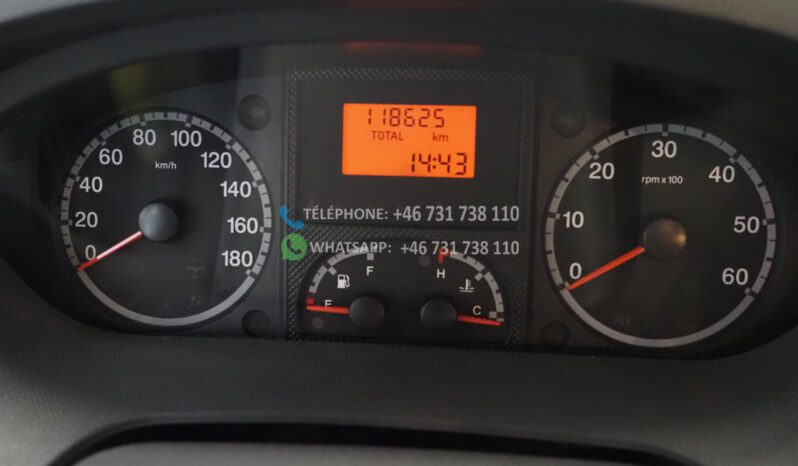 118625
TOTAL km
14:43
0 20 40 60 80 100 120 140 160 180
km/h
0 10 20 30 40 50 60
rpm x 100
TÉLÉPHONE: +46 731 738 110
WHATSAPP: +46 731 738 110
F
E
H
C